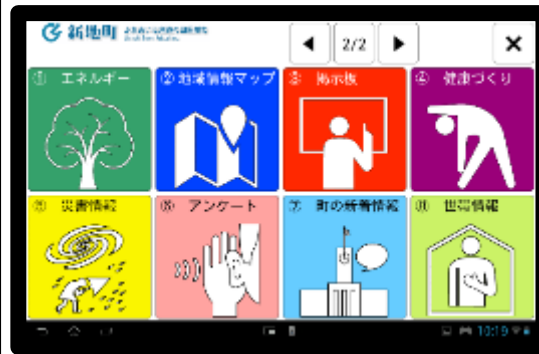 新地町
2/2
① エネルギー
② 地域情報マップ
③ 掲示板
④ 健康づくり
⑤ 災害情報
⑥ アンケート
⑦ 町の新着情報
⑧ 世帯情報
10:19